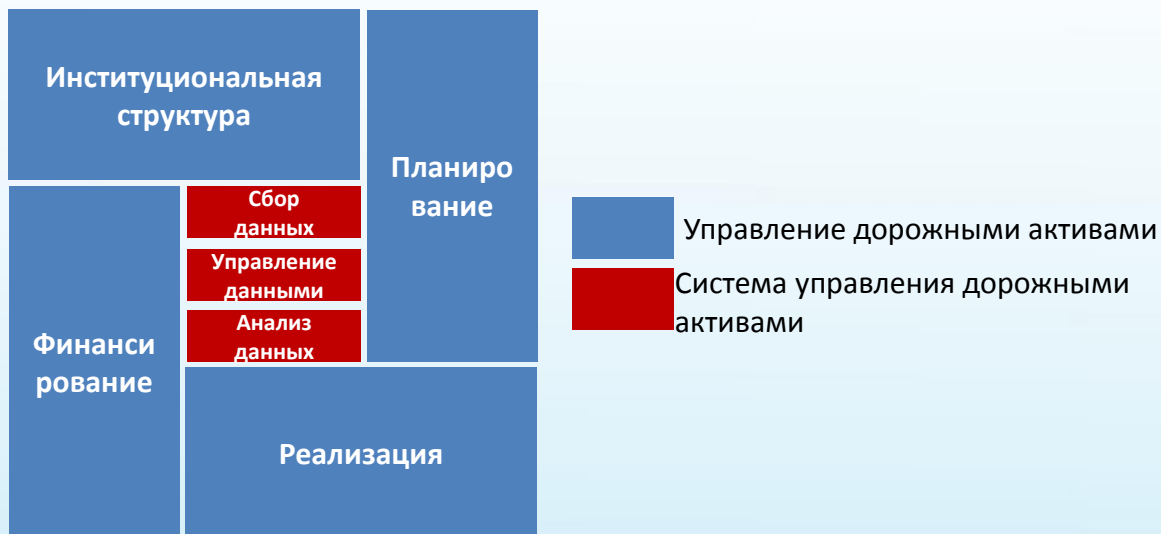 Институциональная
структура
Планиро
вание
Сбор
данных
Управление
данными
Анализ
данных
Финанси
рование
Реализация
Управление дорожными активами
Система управления дорожными
активами